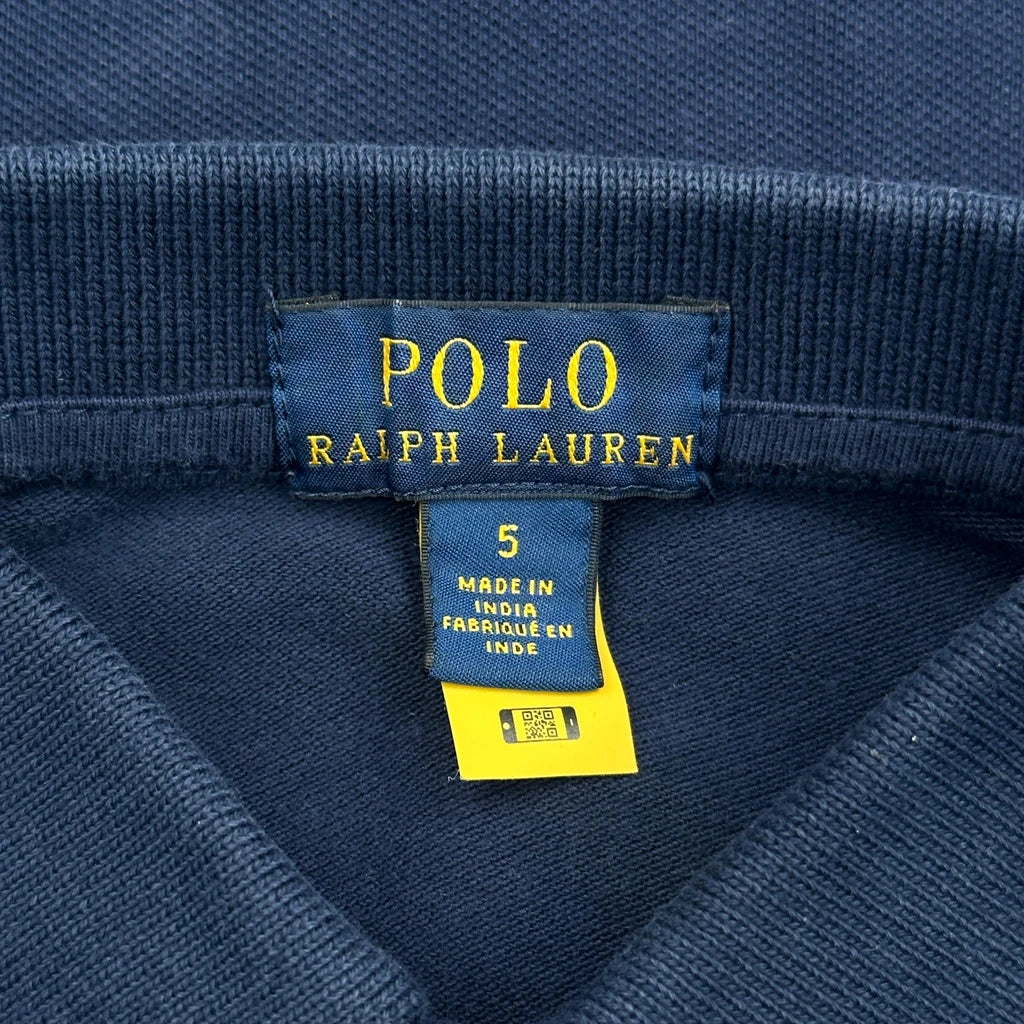 POLO
RALPH LAUREN
5
MADE IN
INDIA
FABRIQUÉ EN
INDE